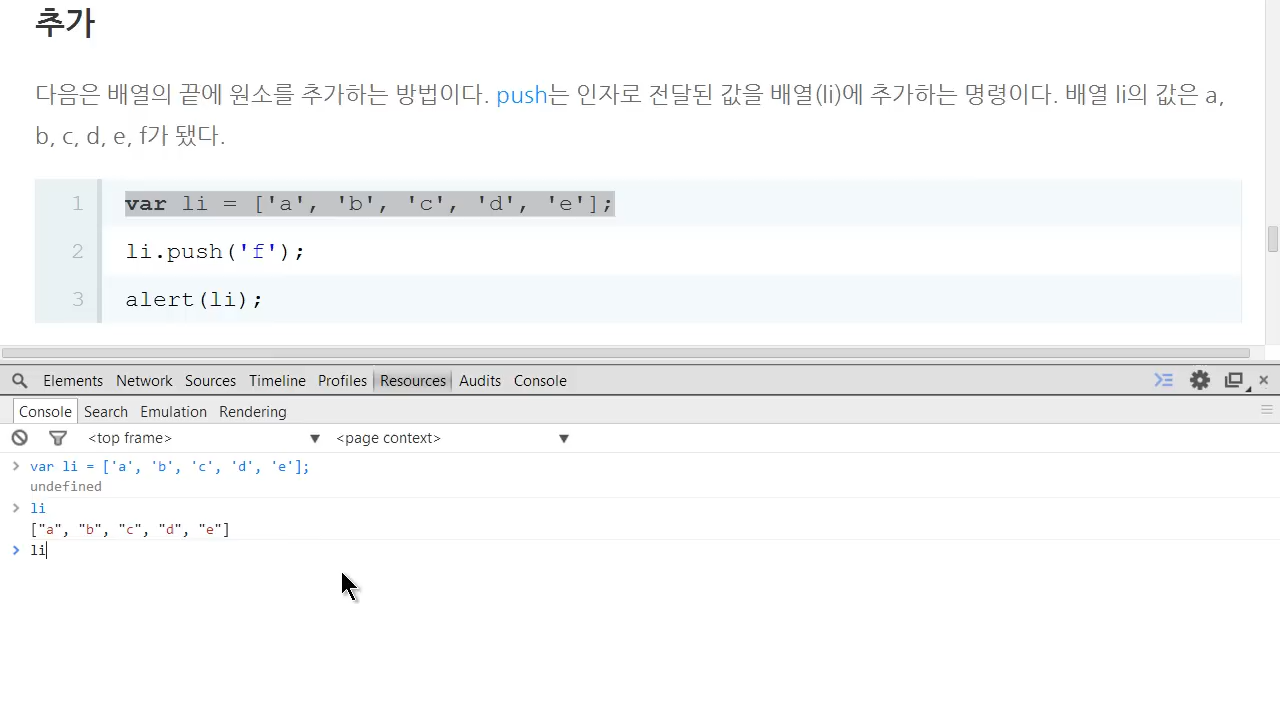 추가
다음은 배열의 끝에 원소를 추가하는 방법이다. push는 인자로 전달된 값을 배열(li)에 추가하는 명령이다. 배열 li의 값은 a,
b, c, d, e, f가 됐다.
1 var li = ['a', 'b', 'c', 'd', 'e'];
2 li.push('f');
3 alert(li);
Elements Network Sources Timeline Profiles Resources Audits Console
Console Search Emulation Rendering
<top frame> ▼ <page context> ▼
> var li = ['a', 'b', 'c', 'd', 'e'];
undefined
> li
["a", "b", "c", "d", "e"]
> li